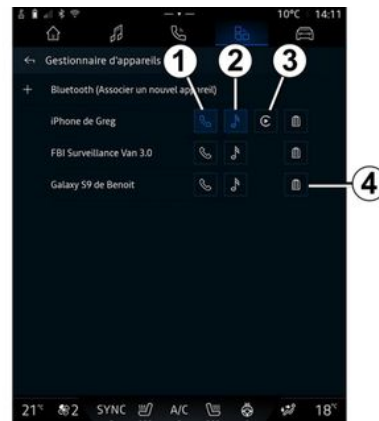 10°C 14:11
1 2 3
Gestionnaire d'appareils
Bluetooth (Associer un nouvel appareil)
iPhone de Greg
FBI Surveillance Van 3.0
Galaxy S9 de Benoit
4
21°C 2 SYNC A/C 18°C